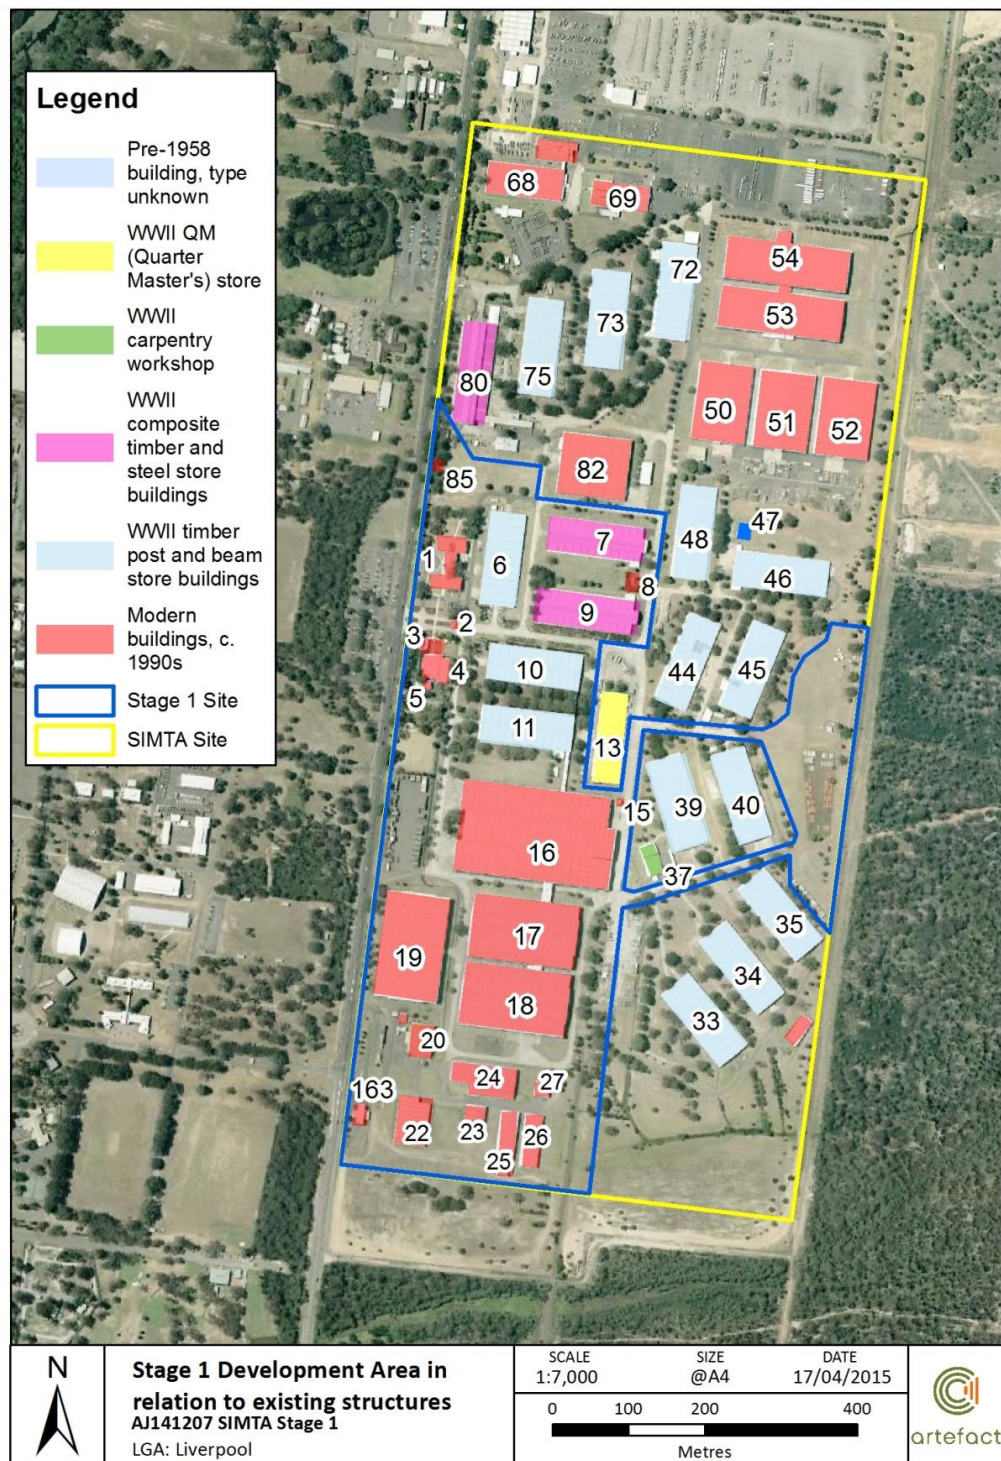 Legend
Pre-1958
building, type
unknown
WWII QM
(Quarter
Master's) store
WWII
carpentry
workshop
WWII
composite
timber and
steel store
buildings
WWII timber
post and beam
store buildings
Modern
buildings, c.
1990s
Stage 1 Site
SIMTA Site
68
69
72
54
73
53
75
80
50
51
52
82
85
48
47
7
1
6
46
8
9
2
3
44
45
4
10
5
11
13
15
39
40
16
37
35
17
19
34
18
33
20
24
27
163
22
23
26
25
N
Stage 1 Development Area in
relation to existing structures
AJ141207 SIMTA Stage 1
LGA: Liverpool
SCALE
1:7,000
SIZE
@A4
DATE
17/04/2015
0 100 200 400
Metres
artefact